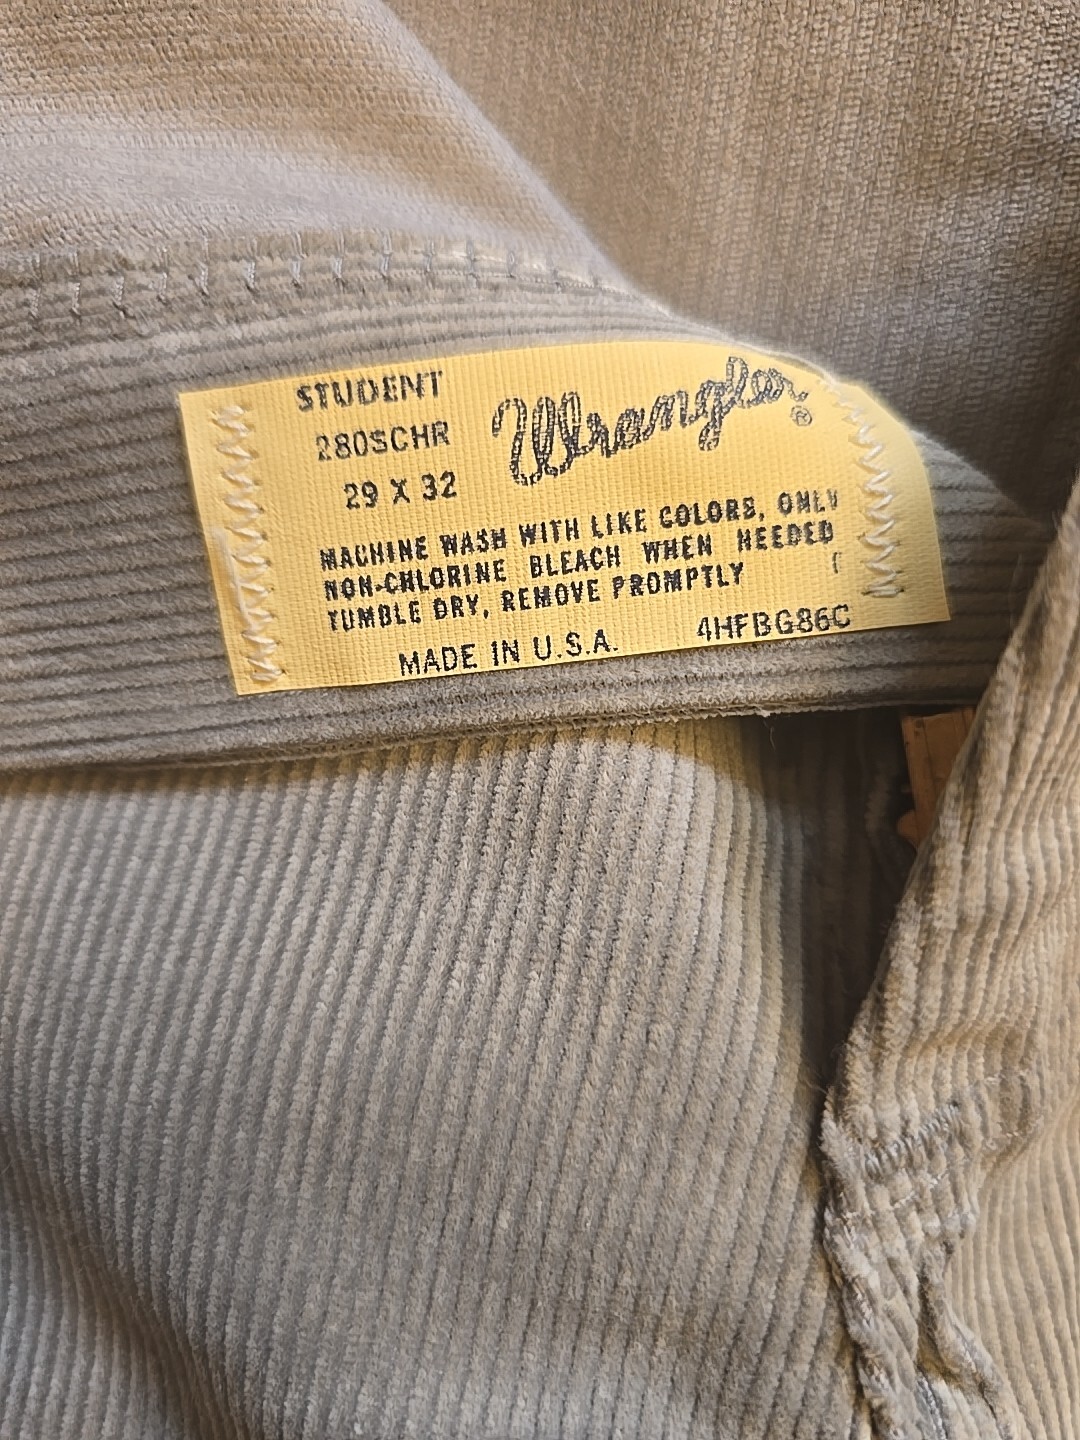 STUDENT
280SCHR
29 X 32
Wrangler®
MACHINE WASH WITH LIKE COLORS, ONLY
NON-CHLORINE BLEACH WHEN NEEDED
TUMBLE DRY, REMOVE PROMPTLY
MADE IN U.S.A. 4HFBG86C